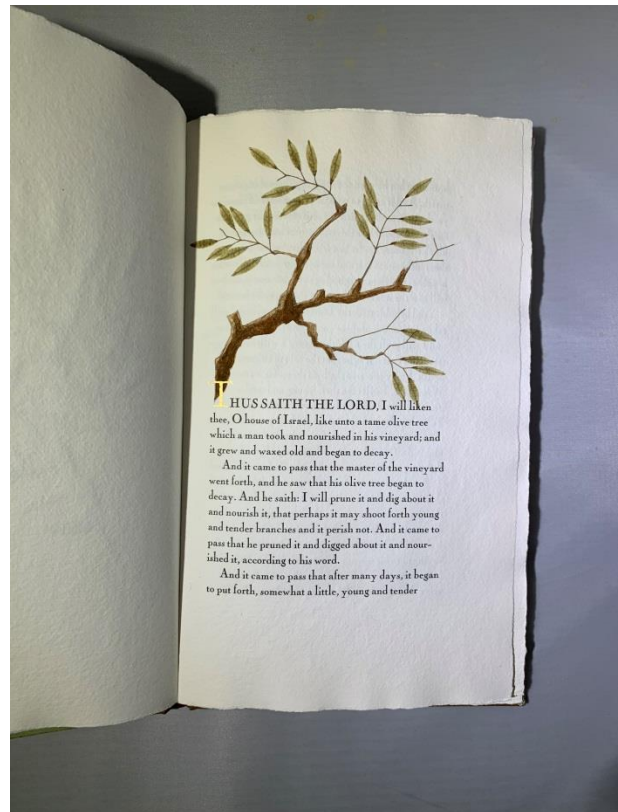 THUS SAITH THE LORD, I will liken
thee, O house of Israel, like unto a tame olive tree
which a man took and nourished in his vineyard; and
it grew and waxed old and began to decay.
And it came to pass that the master of the vineyard
went forth, and he saw that his olive tree began to
decay. And he saith: I will prune it and dig about it
and nourish it, that perhaps it may shoot forth young
and tender branches and it perish not. And it came to
pass that he pruned it and digged about it and nour-
ished it, according to his word.
And it came to pass that after many days, it began
to put forth, somewhat a little, young and tender